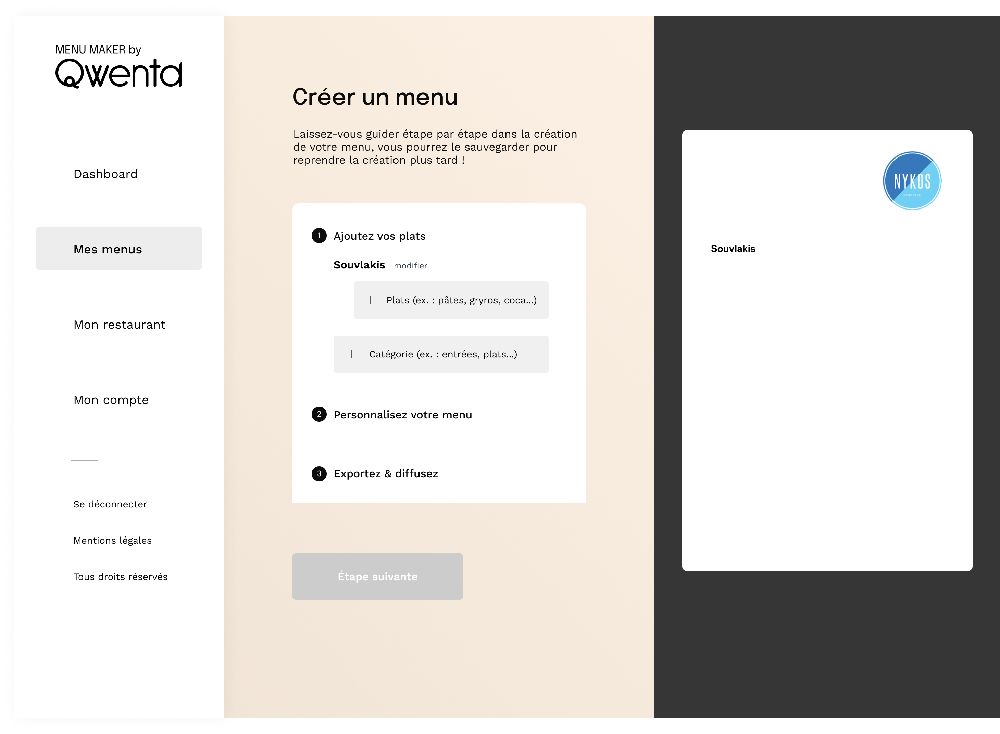 MENU MAKER by
Qwenta
Dashboard
Mes menus
Mon restaurant
Mon compte
Se déconnecter
Mentions légales
Tous droits réservés
Créer un menu
Laissez-vous guider étape par étape dans la création
de votre menu, vous pourrez le sauvegarder pour
reprendre la création plus tard !
1 Ajoutez vos plats
Souvlakis modifier
+ Plats (ex. : pâtes, gryros, coca...)
+ Catégorie (ex. : entrées, plats...)
2 Personnalisez votre menu
3 Exportez & diffusez
Étape suivante
NYKOS
— GREEK FOOD —
Souvlakis